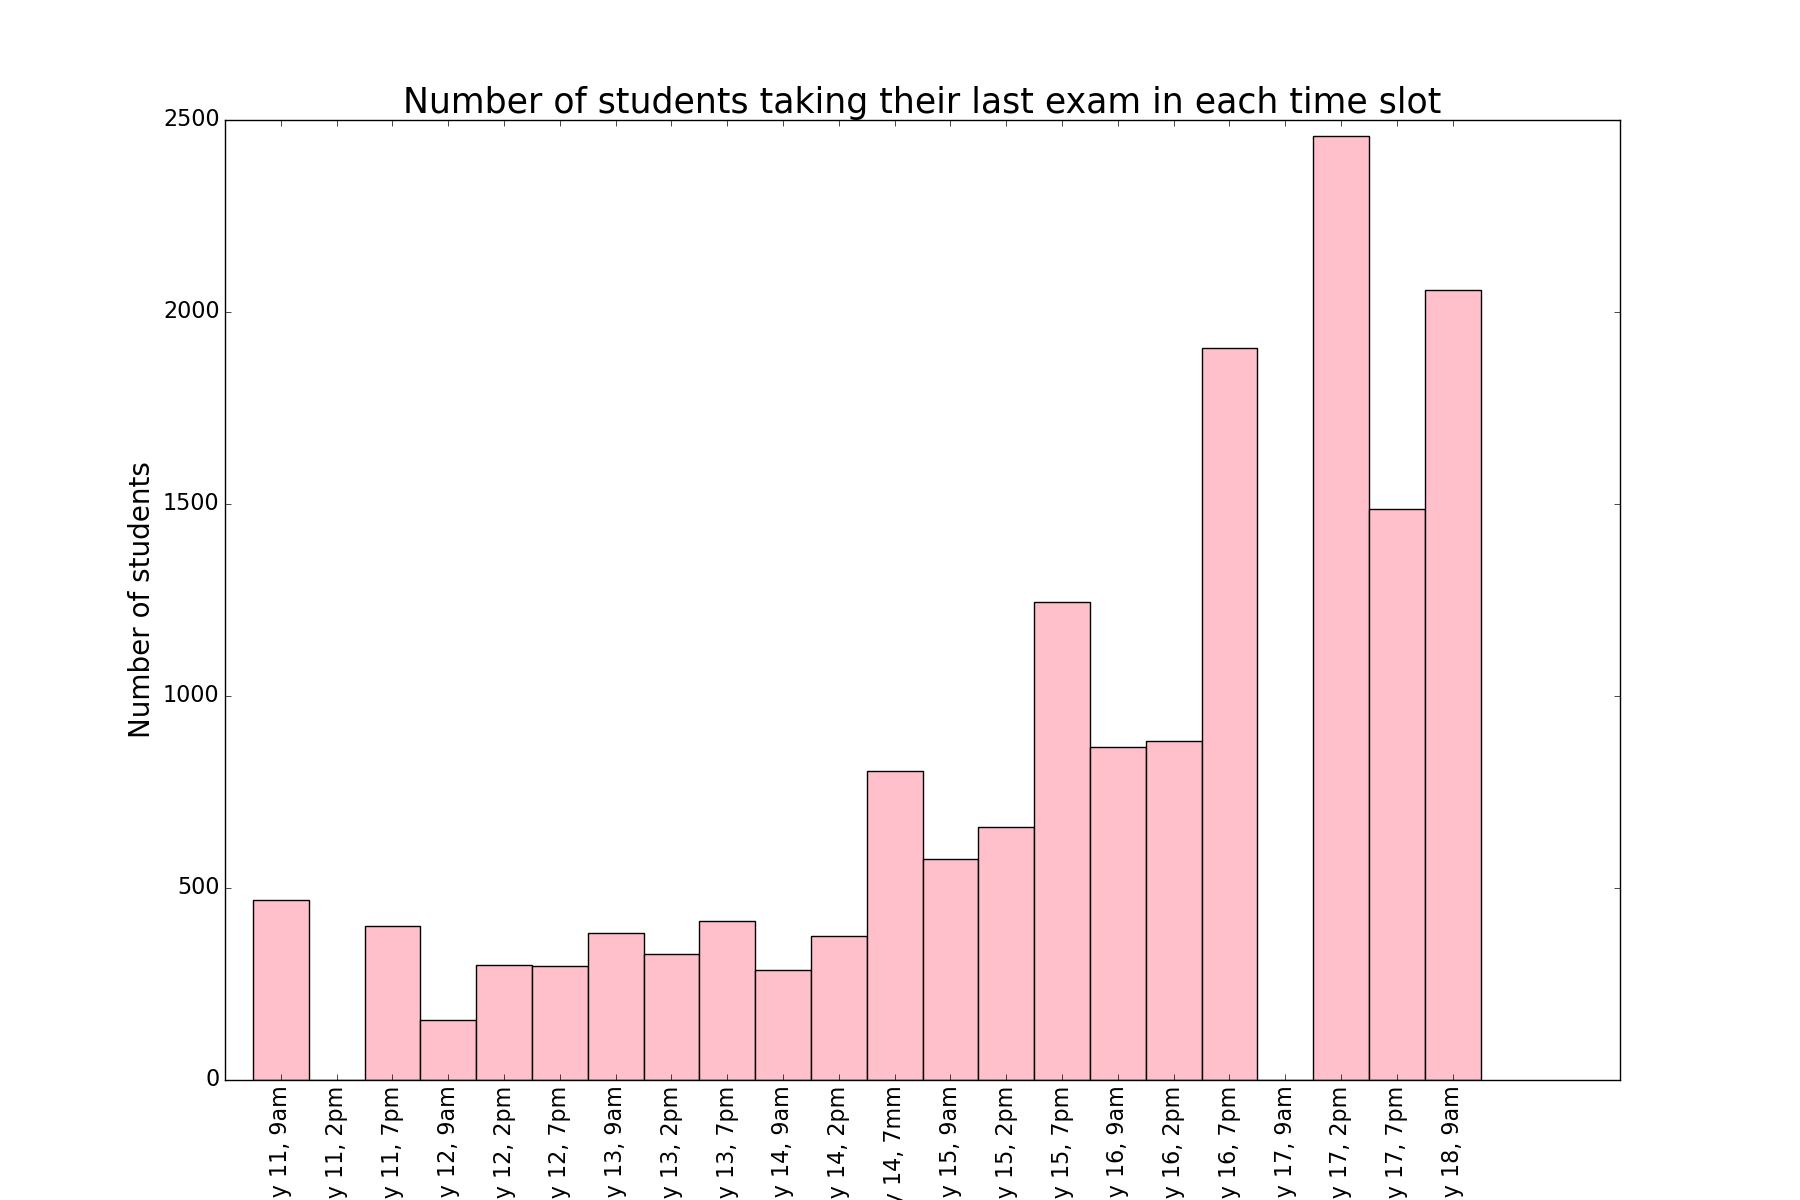 Number of students taking their last exam in each time slot
Number of students
2500
2000
1500
1000
500
0
y 11, 9am
y 11, 2pm
y 11, 7pm
y 12, 9am
y 12, 2pm
y 12, 7pm
y 13, 9am
y 13, 2pm
y 13, 7pm
y 14, 9am
y 14, 2pm
y 14, 7mm
y 15, 9am
y 15, 2pm
y 15, 7pm
y 16, 9am
y 16, 2pm
y 16, 7pm
y 17, 9am
y 17, 2pm
y 17, 7pm
y 18, 9am